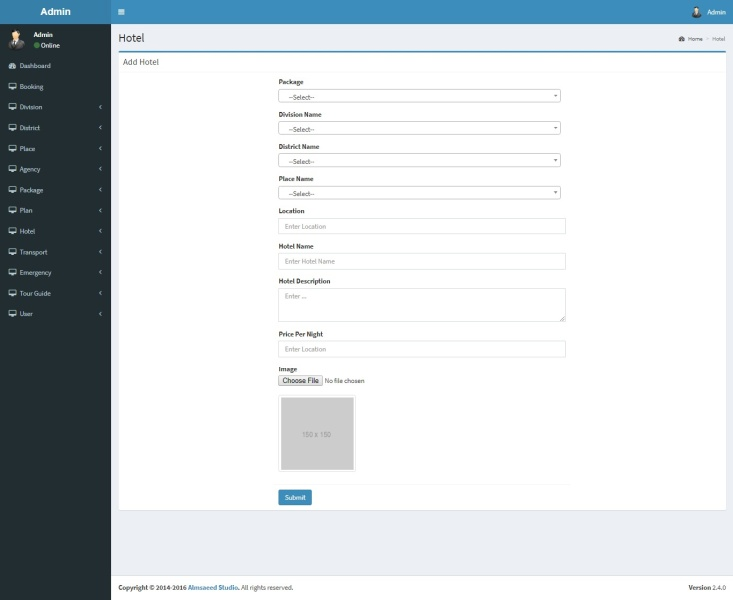 Admin
Admin
Admin
Online
Dashboard
Booking
Division
District
Place
Agency
Package
Plan
Hotel
Transport
Emergency
Tour Guide
User
Hotel
Home > Hotel
Add Hotel
Package
--Select--
Division Name
--Select--
District Name
--Select--
Place Name
--Select--
Location
Enter Location
Hotel Name
Enter Hotel Name
Hotel Description
Enter ...
Price Per Night
Enter Location
Image
Choose File No file chosen
150 x 150
Submit
Copyright © 2014-2016 Almsaeed Studio. All rights reserved.
Version 2.4.0